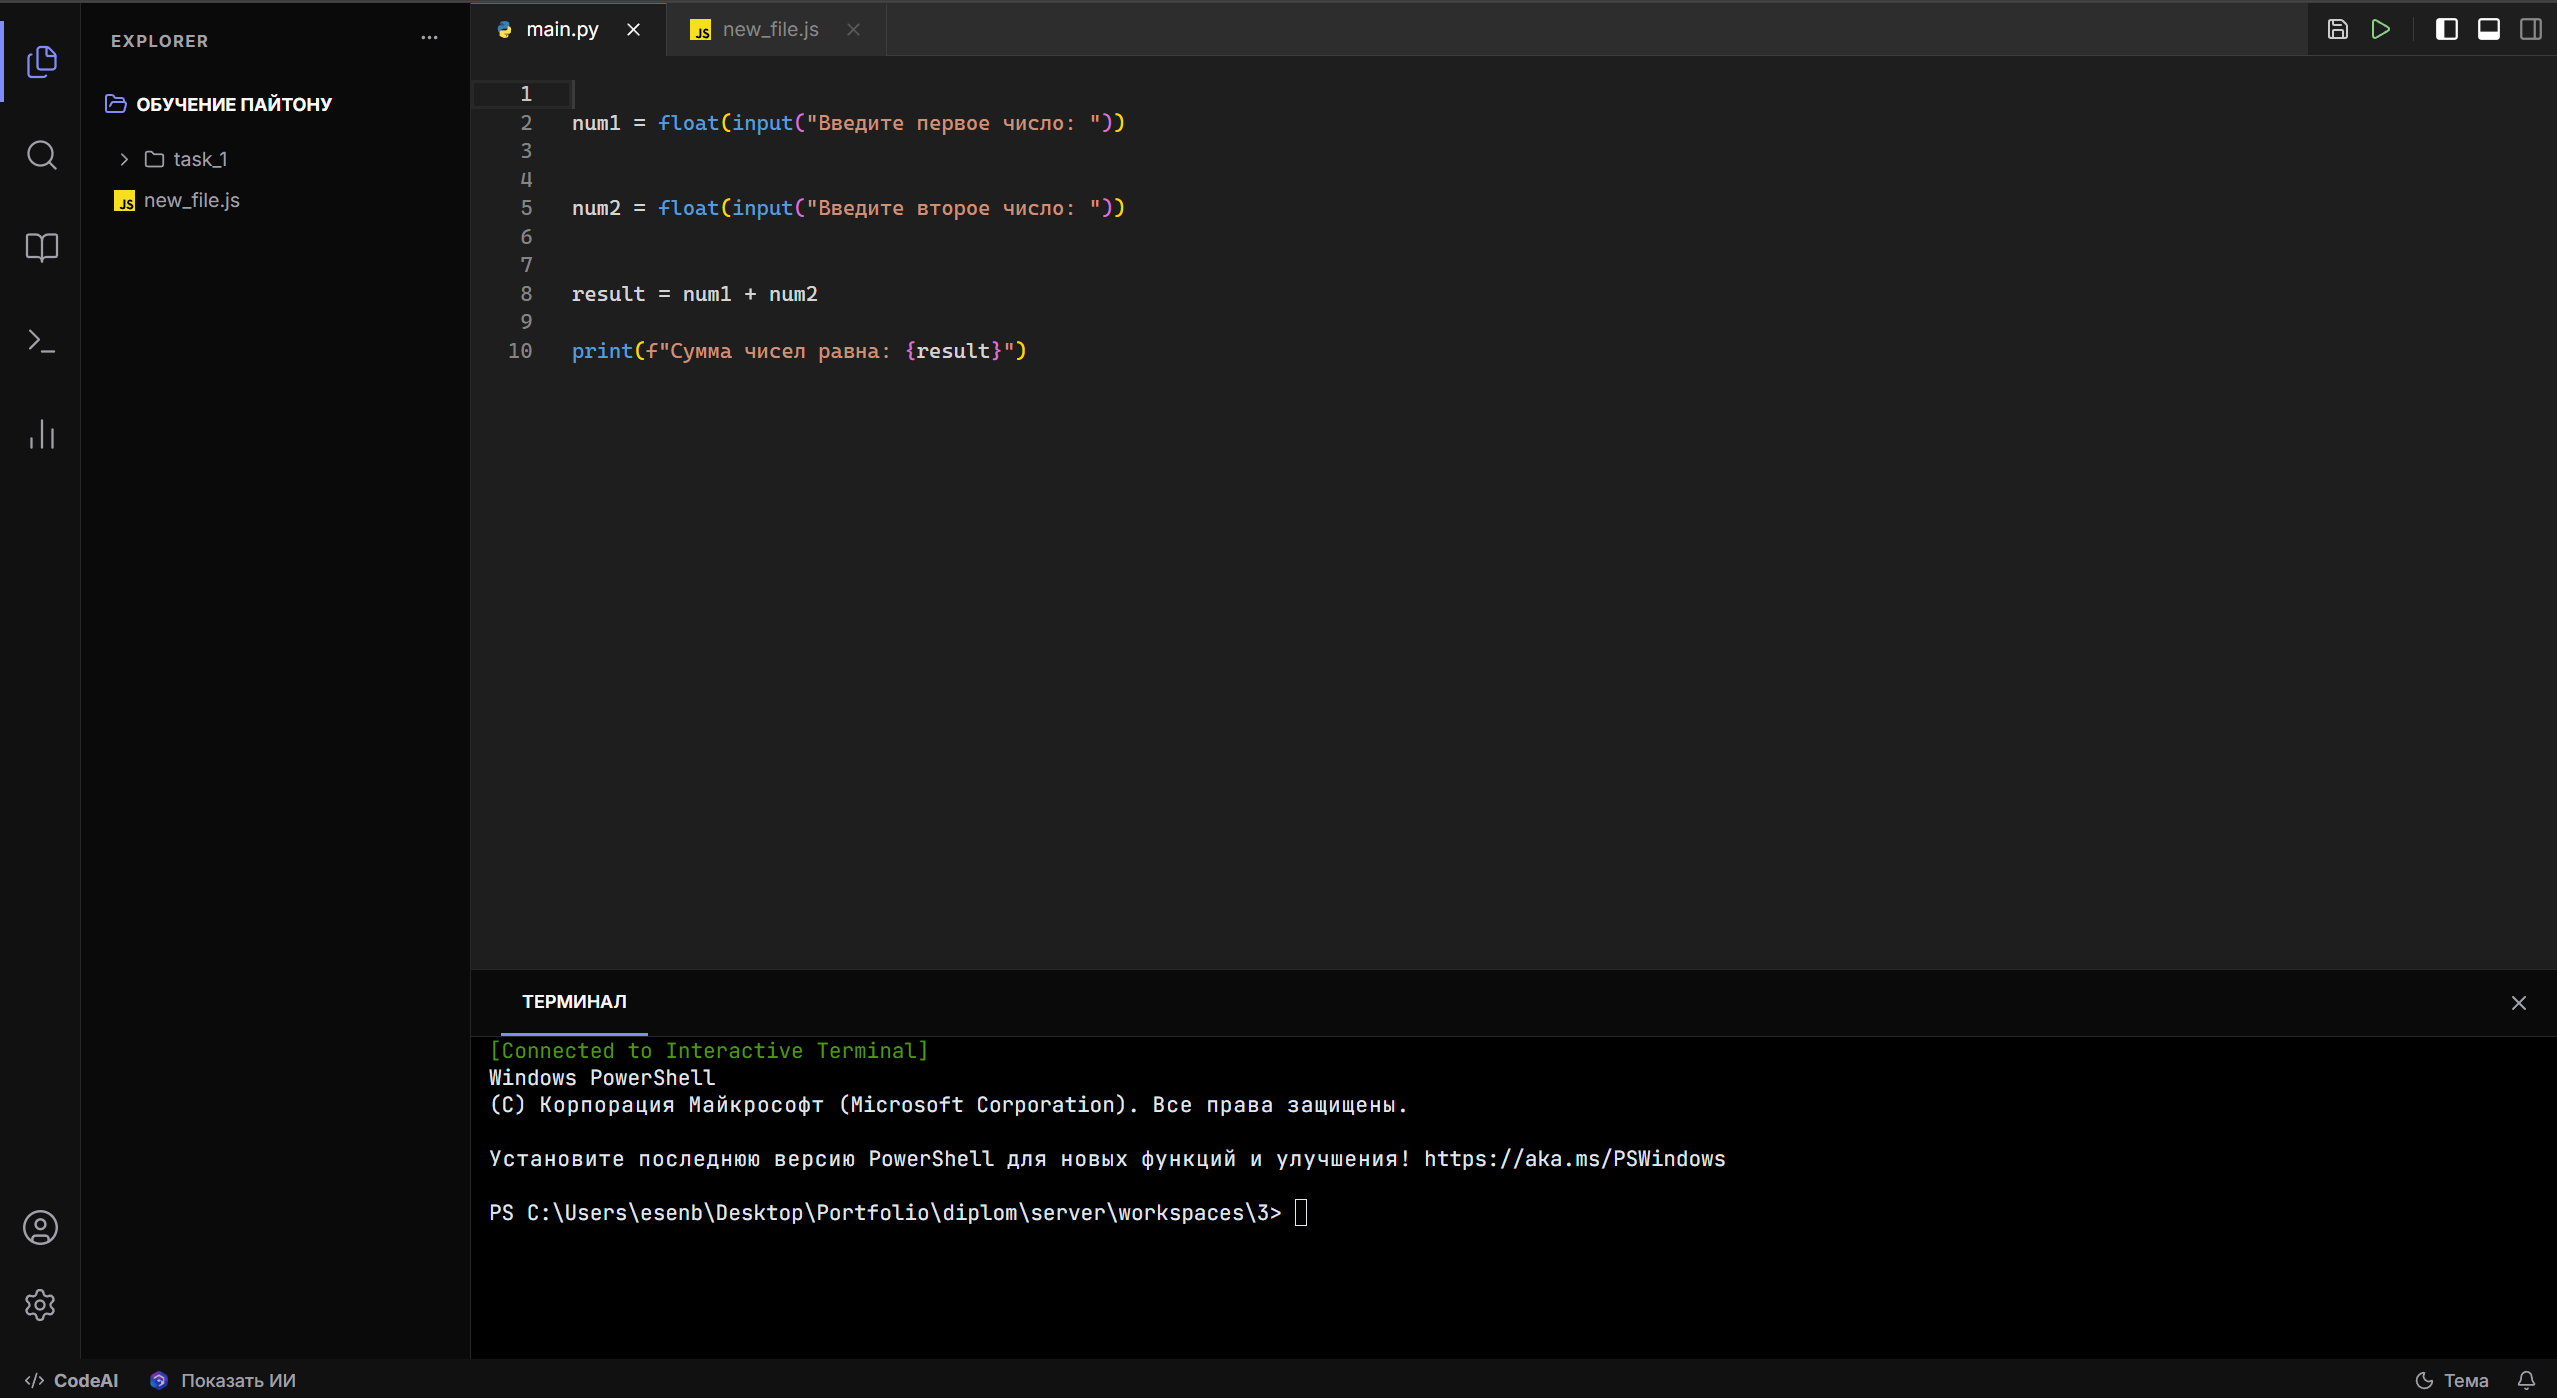 EXPLORER
ОБУЧЕНИЕ ПАЙТОНУ
task_1
JS new_file.js
main.py
JS new_file.js
1
2 num1 = float(input("Введите первое число: "))
3
4
5 num2 = float(input("Введите второе число: "))
6
7
8 result = num1 + num2
9
10 print(f"Сумма чисел равна: {result}")
ТЕРМИНАЛ
[Connected to Interactive Terminal]
Windows PowerShell
(C) Корпорация Майкрософт (Microsoft Corporation). Все права защищены.
Установите последнюю версию PowerShell для новых функций и улучшения! https://aka.ms/PSWindows
PS C:\Users\esenb\Desktop\Portfolio\diplom\server\workspaces\3>
CodeAI
Показать ИИ
Тема